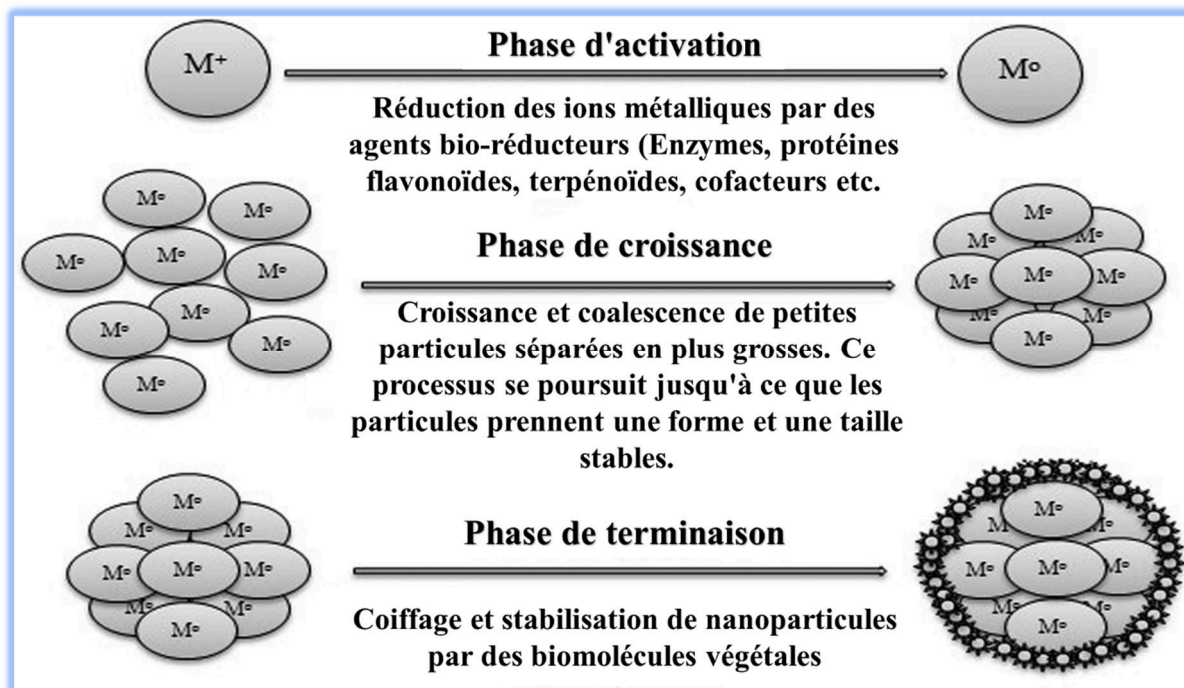 Phase d'activation
M⁺
M°
Réduction des ions métalliques par des
agents bio-réducteurs (Enzymes, protéines
flavonoïdes, terpénoïdes, cofacteurs etc.
M°
M°
M°
M°
M°
M°
M°
M°
M°
Phase de croissance
M°
M°
M°
M°
M°
M°
M°
M°
M°
Croissance et coalescence de petites
particules séparées en plus grosses. Ce
processus se poursuit jusqu'à ce que les
particules prennent une forme et une taille
stables.
M°
M°
M°
M°
M°
M°
M°
M°
M°
Phase de terminaison
M°
M
M°
M°
M°
M°
M
M°
M°
Coiffage et stabilisation de nanoparticules
par des biomolécules végétales